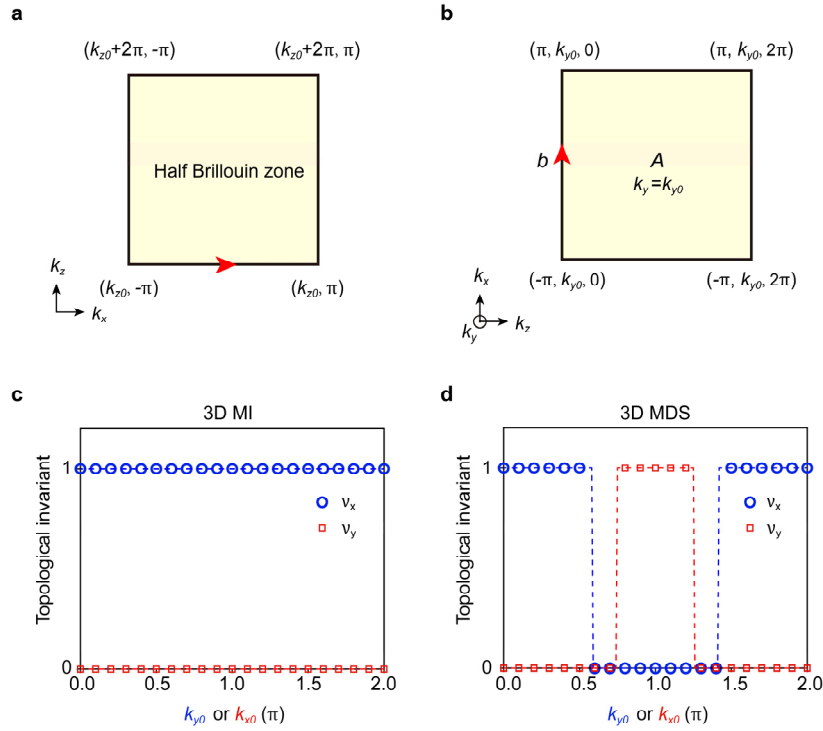 a
(kz0+2π, -π) (kz0+2π, π)
Half Brillouin zone
kz
kx
(kz0, -π) (kz0, π)
b
(π, ky0, 0) (π, ky0, 2π)
b
A
ky=ky0
(-π, ky0, 0) (-π, ky0, 2π)
kx
ky
kz
c
3D MI
Topological invariant
1
0
νx
νy
0.0 0.5 1.0 1.5 2.0
ky0 or kx0 (π)
d
3D MDS
Topological invariant
1
0
νx
νy
0.0 0.5 1.0 1.5 2.0
ky0 or kx0 (π)